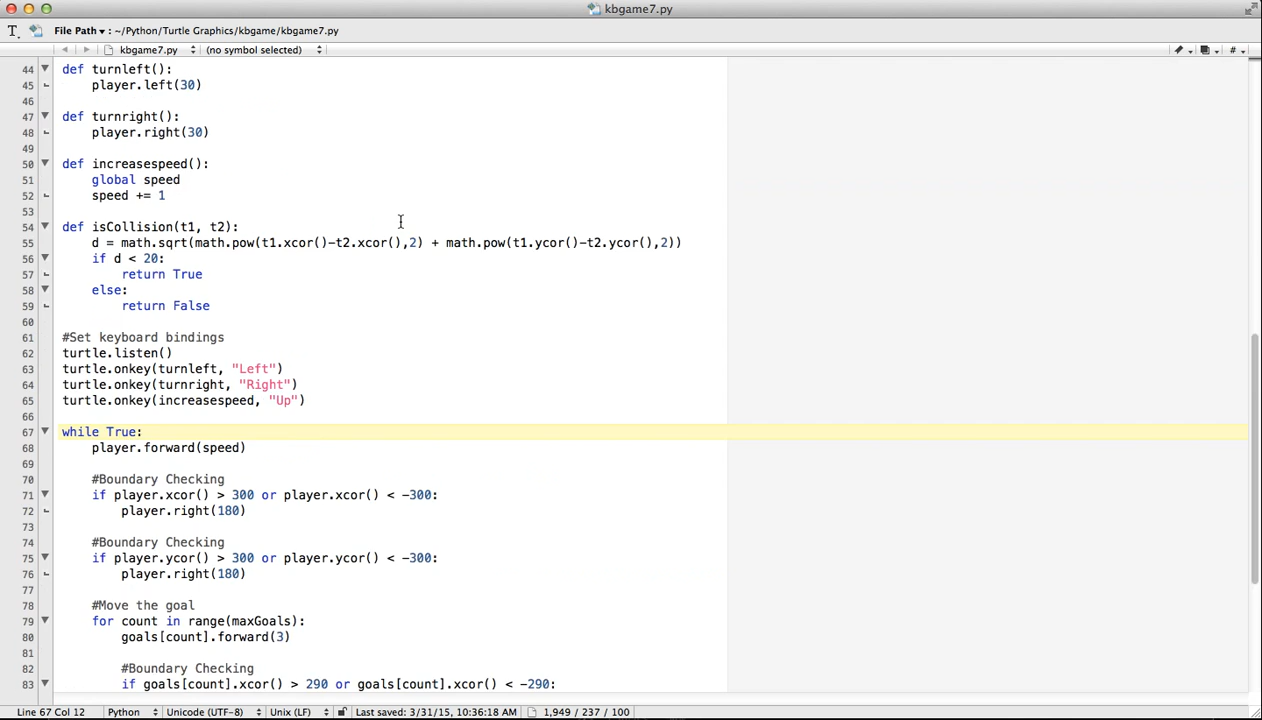 kbgame7.py
File Path ▾ : ~/Python/Turtle Graphics/kbgame/kbgame7.py
kbgame7.py (no symbol selected) #
44 def turnleft():
45     player.left(30)
46
47 def turnright():
48     player.right(30)
49
50 def increasespeed():
51     global speed
52     speed += 1
53
54 def isCollision(t1, t2):
55     d = math.sqrt(math.pow(t1.xcor()-t2.xcor(),2) + math.pow(t1.ycor()-t2.ycor(),2))
56     if d < 20:
57         return True
58     else:
59         return False
60
61 #Set keyboard bindings
62 turtle.listen()
63 turtle.onkey(turnleft, "Left")
64 turtle.onkey(turnright, "Right")
65 turtle.onkey(increasespeed, "Up")
66
67 while True:
68     player.forward(speed)
69
70     #Boundary Checking
71     if player.xcor() > 300 or player.xcor() < -300:
72         player.right(180)
73
74     #Boundary Checking
75     if player.ycor() > 300 or player.ycor() < -300:
76         player.right(180)
77
78     #Move the goal
79     for count in range(maxGoals):
80         goals[count].forward(3)
81
82         #Boundary Checking
83         if goals[count].xcor() > 290 or goals[count].xcor() < -290:
Line 67 Col 12 Python Unicode (UTF-8) Unix (LF) Last saved: 3/31/15, 10:36:18 AM 1,949 / 237 / 100